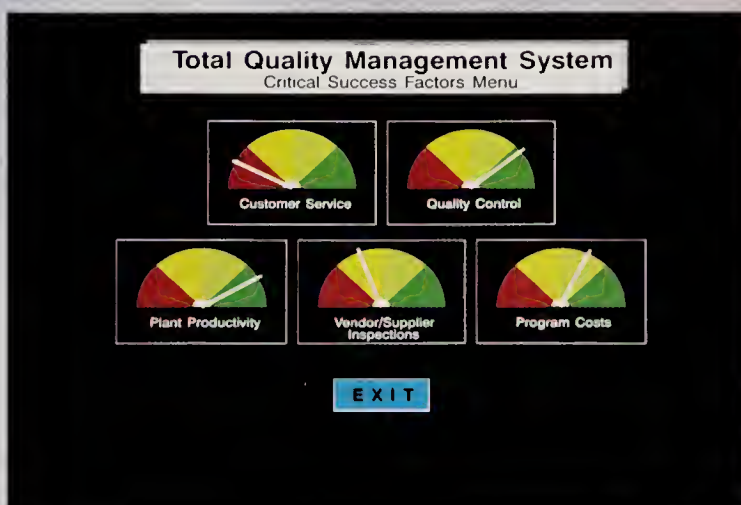 Total Quality Management System
Critical Success Factors Menu
Customer Service
Quality Control
Plant Productivity
Vendor/Supplier
Inspections
Program Costs
EXIT